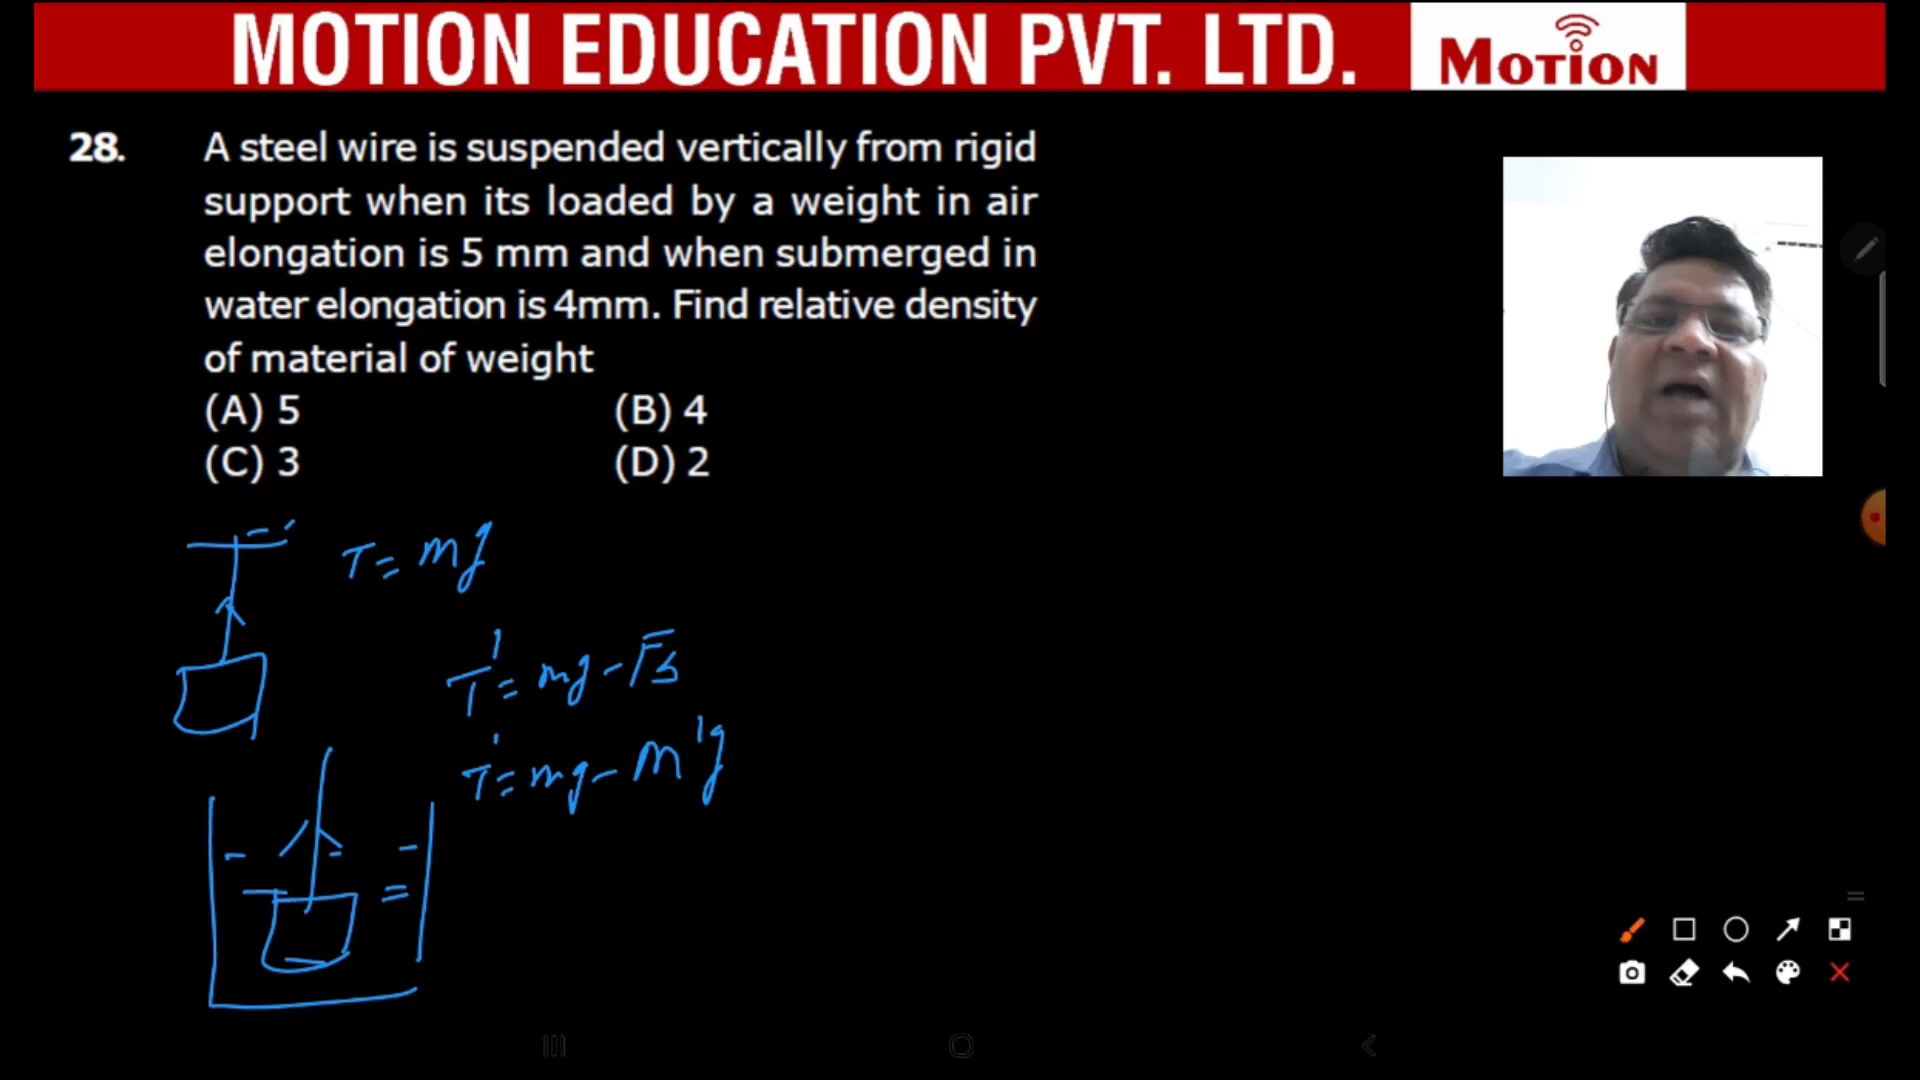 MOTION EDUCATION PVT. LTD.
MOTION
28. A steel wire is suspended vertically from rigid
support when its loaded by a weight in air
elongation is 5 mm and when submerged in
water elongation is 4mm. Find relative density
of material of weight
(A) 5 (B) 4
(C) 3 (D) 2
T = mg
T' = mg - F_B
T' = mg - m'g